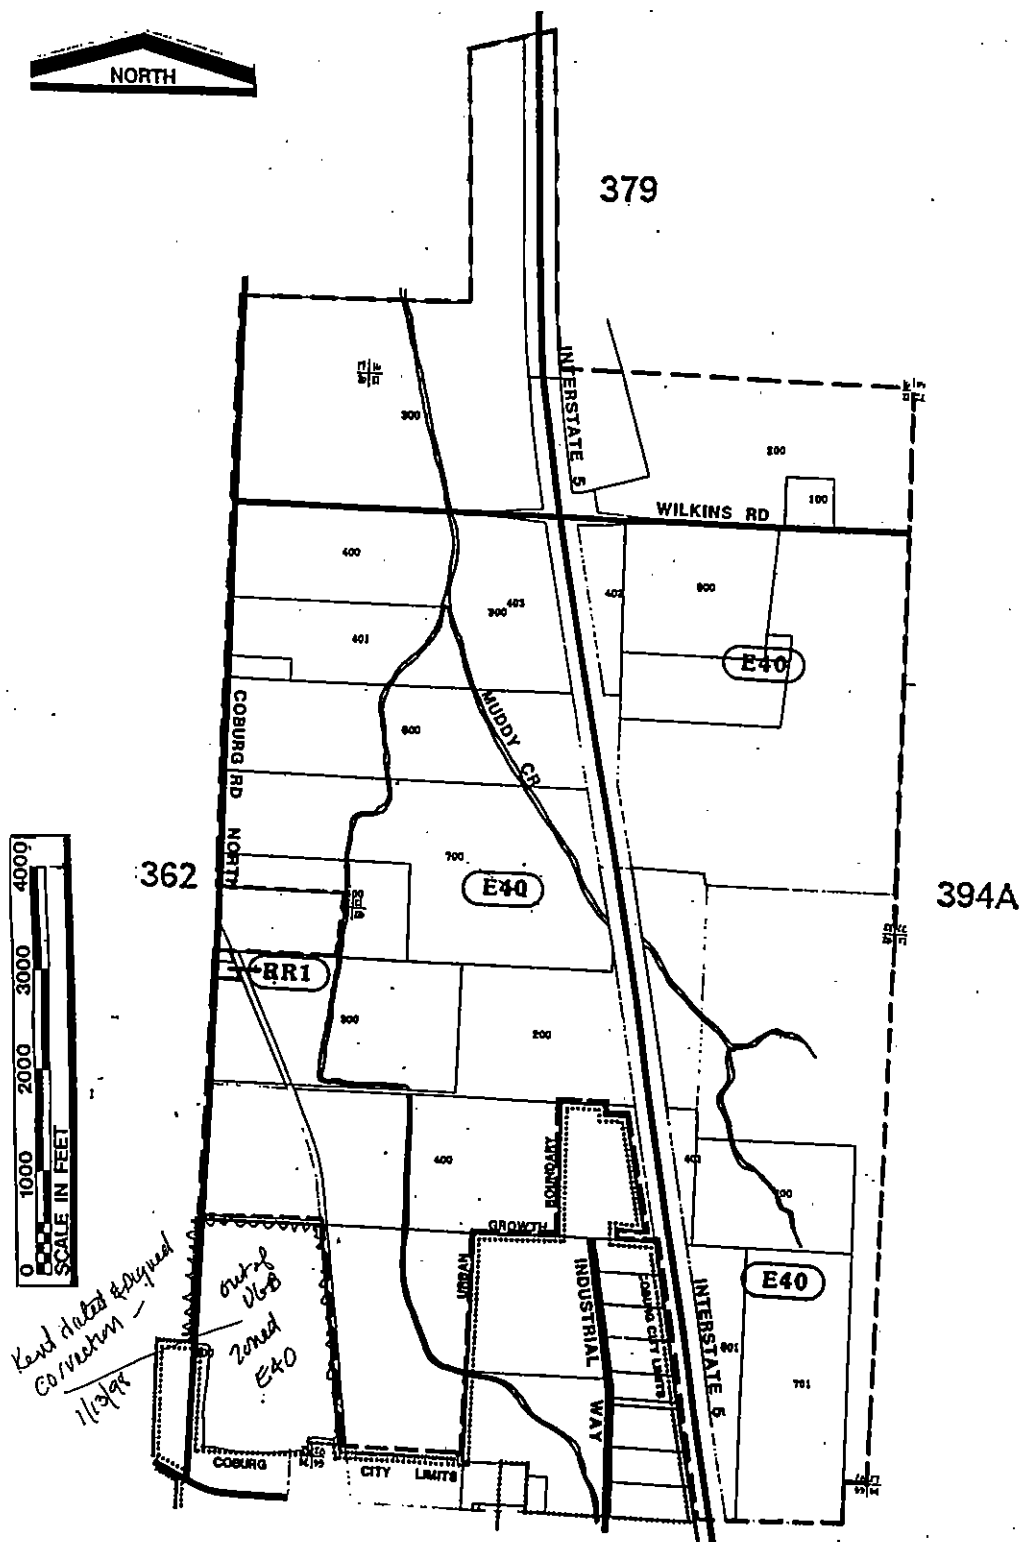 NORTH
379
INTERSTATE 5
300
200
100
WILKINS RD
400
403
300
402
900
401
E40
COBURG RD NORTH
MUDDY CR
600
700
362
E40
394A
RR1
300
200
4000
3000
2000
1000
0
SCALE IN FEET
400
BOUNDARY
GROWTH
URBAN
INDUSTRIAL WAY
COBURG CITY LIMITS
INTERSTATE 5
E40
801
701
Kent dated & signed
correction -
1/13/98
out of
UGB
zoned
E40
COBURG
CITY
LIMITS